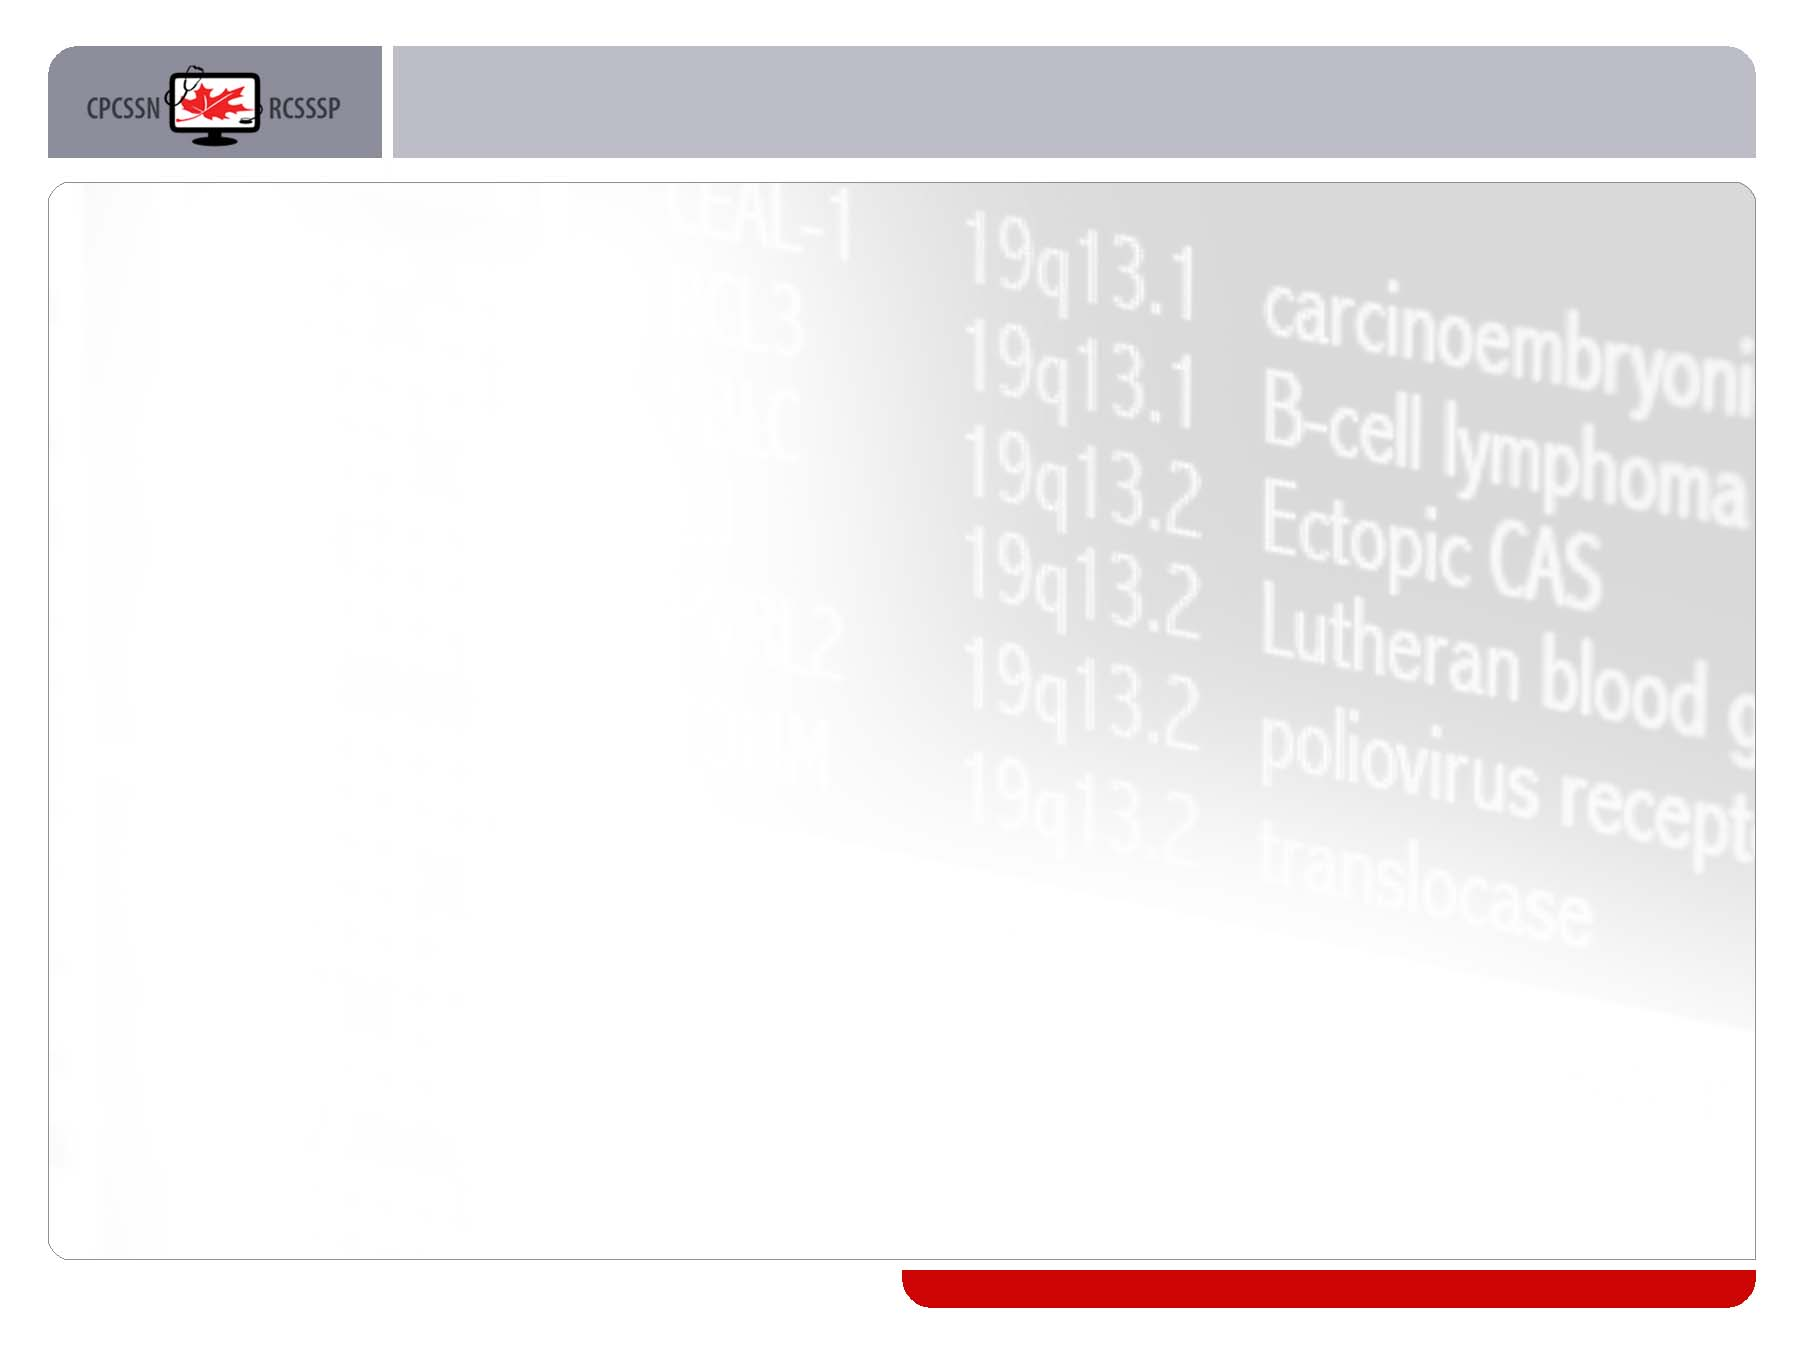 CPCSSN RCSSSP
19q13.1 carcinoembryoni
19q13.1 B-cell lymphoma
19q13.2 Ectopic CAS
19q13.2 Lutheran blood g
19q13.2 poliovirus recept
19q13.2 translocase